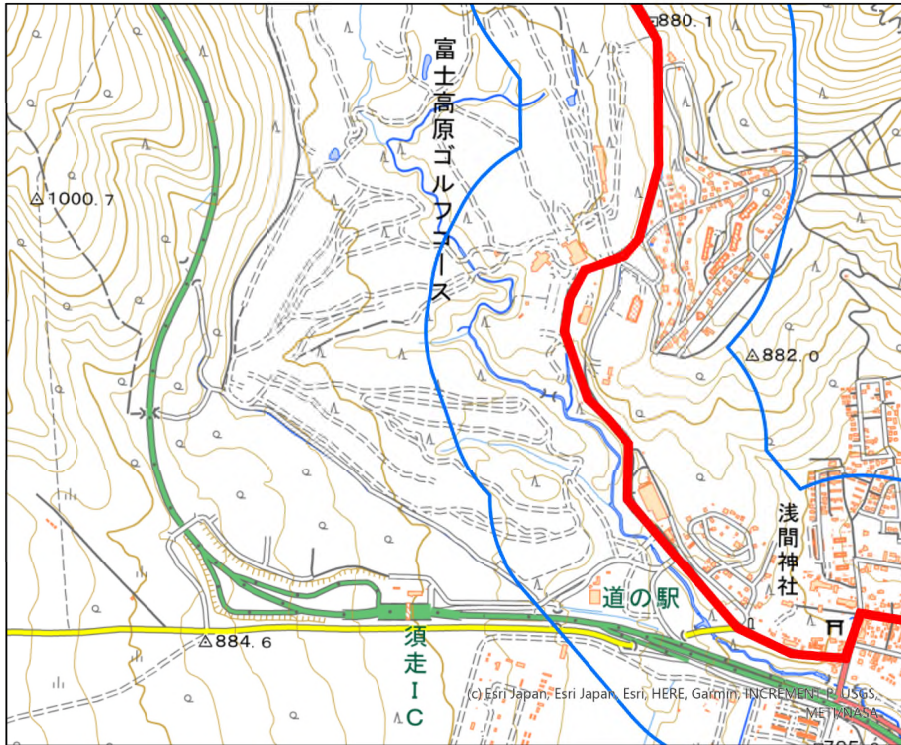 880.1
富士高原ゴルフコース
1000.7
882.0
浅間神社
道の駅
884.6
須走IC
(c) Esri Japan, Esri Japan, Esri, HERE, Garmin, INCREMENT P, USGS,
METI/NASA